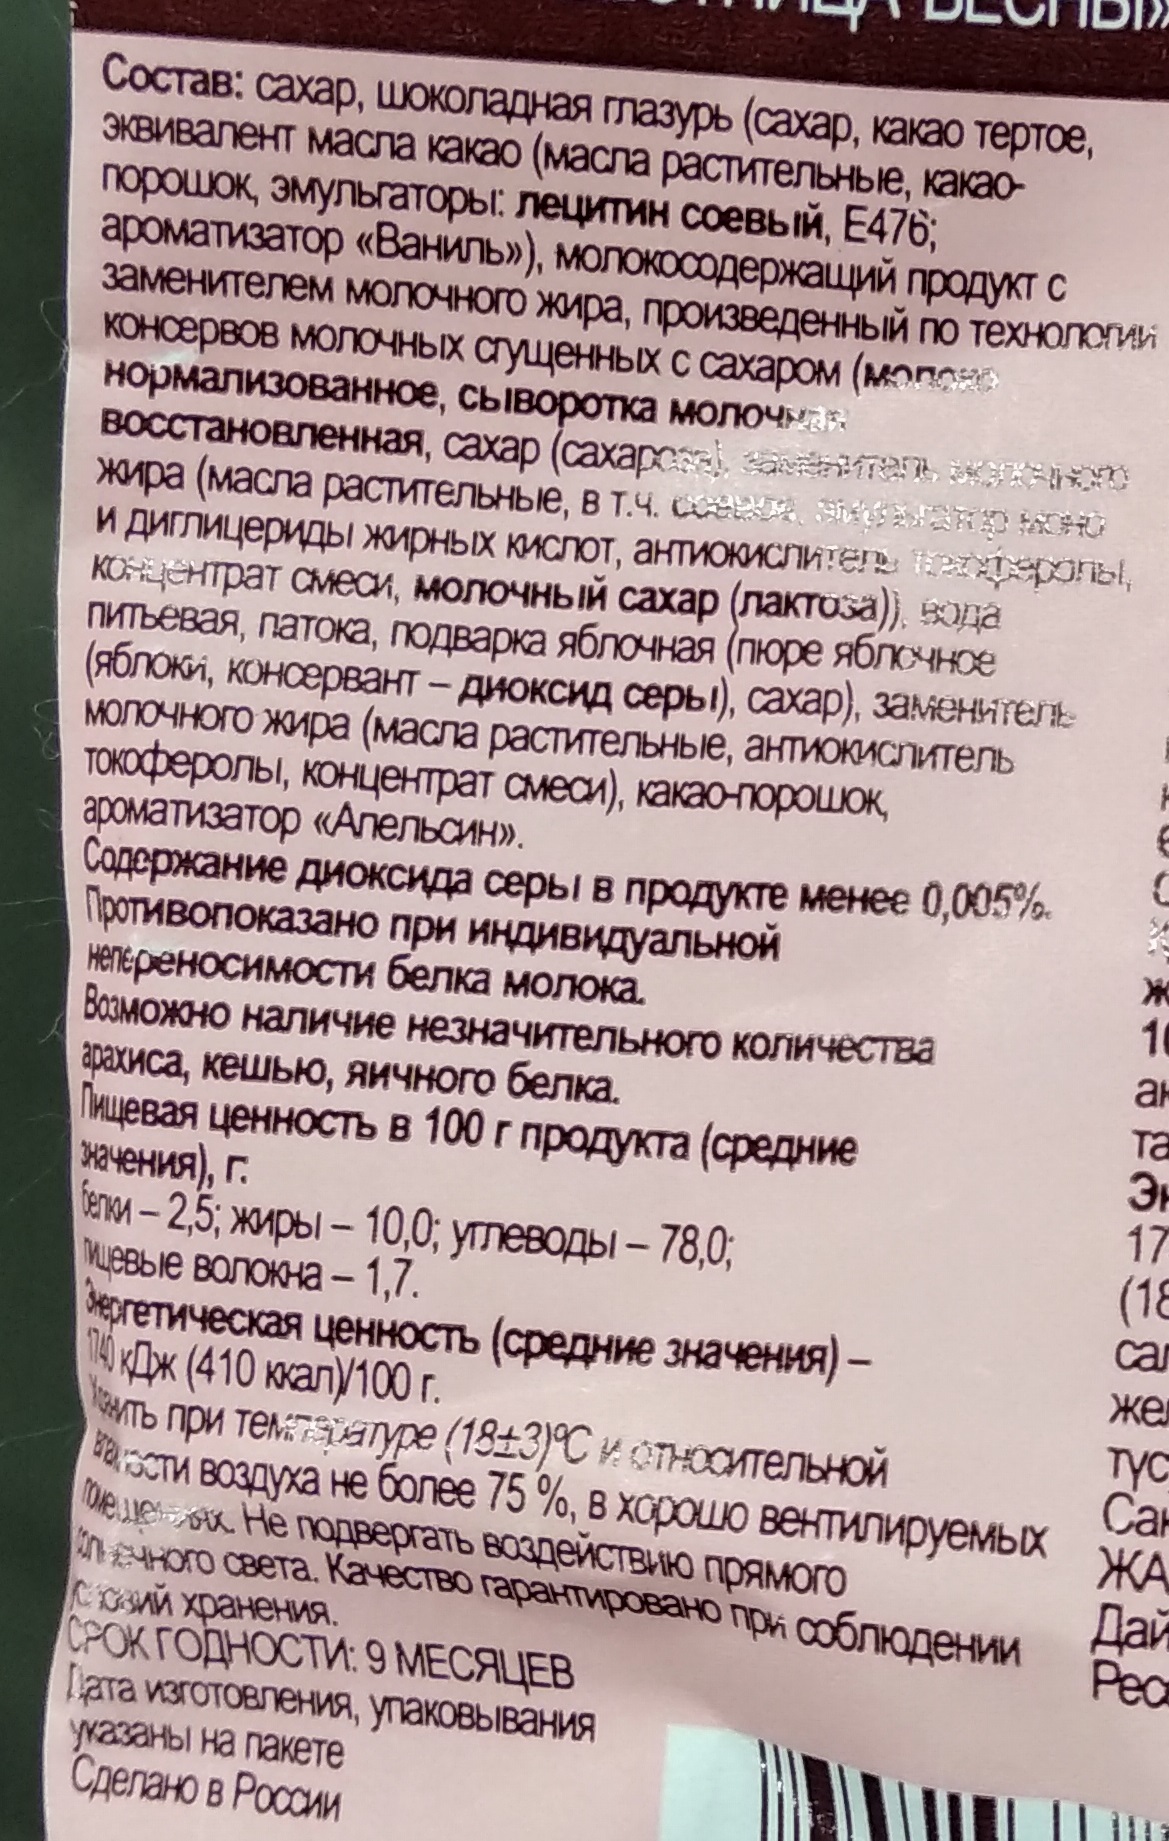 ВЕСНЫ»
Состав: сахар, шоколадная глазурь (сахар, какао тертое,
эквивалент масла какао (масла растительные, какао-
порошок, эмульгаторы: лецитин соевый, Е476;
ароматизатор «Ваниль»), молокосодержащий продукт с
заменителем молочного жира, произведенный по технологии
консервов молочных сгущенных с сахаром (молоко
нормализованное, сыворотка молочная
восстановленная, сахар (сахароза), заменитель молочного
жира (масла растительные, в т.ч. соевое, эмульгатор моно
и диглицериды жирных кислот, антиокислитель токоферолы,
концентрат смеси, молочный сахар (лактоза)), вода
питьевая, патока, подварка яблочная (пюре яблочное
(яблоки, консервант – диоксид серы), сахар), заменитель
молочного жира (масла растительные, антиокислитель
токоферолы, концентрат смеси), какао-порошок,
ароматизатор «Апельсин».
Содержание диоксида серы в продукте менее 0,005%.
Противопоказано при индивидуальной
непереносимости белка молока.
Возможно наличие незначительного количества
арахиса, кешью, яичного белка.
Пищевая ценность в 100 г продукта (средние
значения), г.
белки – 2,5; жиры – 10,0; углеводы – 78,0;
пищевые волокна – 1,7.
Энергетическая ценность (средние значения) –
1740 кДж (410 ккал)/100 г.
Хранить при температуре (18±3)°С и относительной
влажности воздуха не более 75 %, в хорошо вентилируемых
помещениях. Не подвергать воздействию прямого
солнечного света. Качество гарантировано при соблюдении
условий хранения.
СРОК ГОДНОСТИ: 9 МЕСЯЦЕВ
Дата изготовления, упаковывания
указаны на пакете
Сделано в России